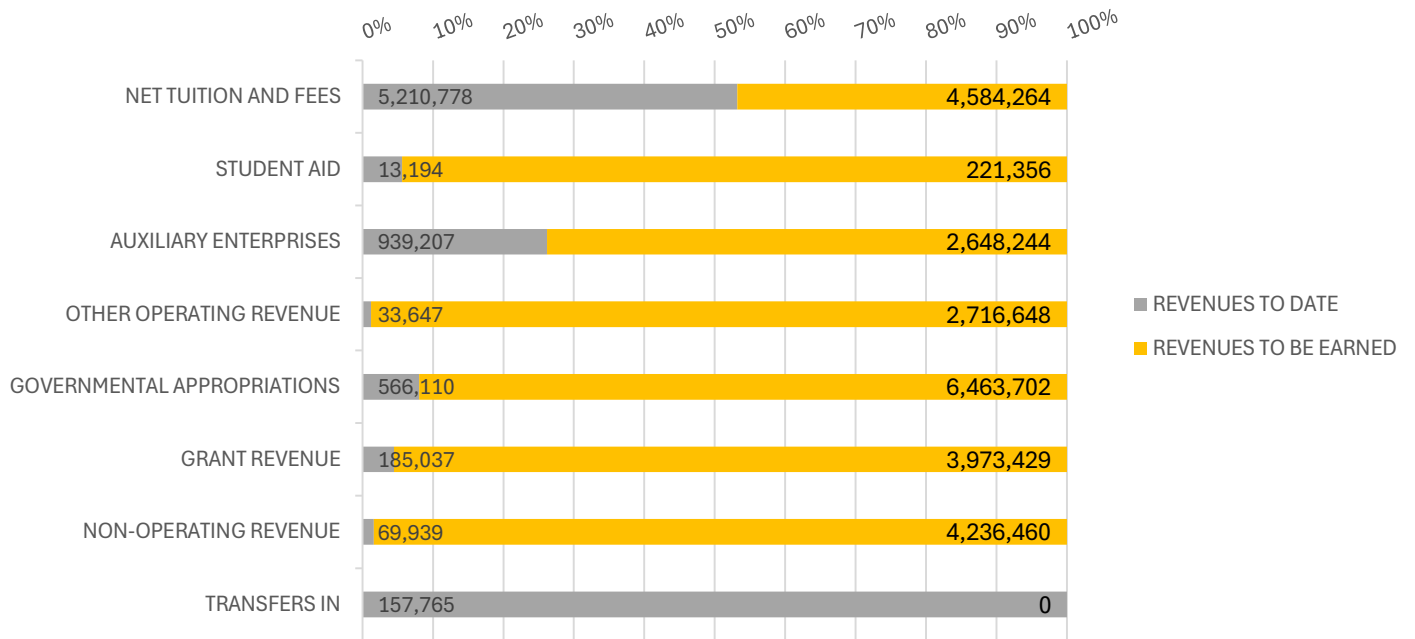 0% 10% 20% 30% 40% 50% 60% 70% 80% 90% 100%
NET TUITION AND FEES 5,210,778 4,584,264
STUDENT AID 13,194 221,356
AUXILIARY ENTERPRISES 939,207 2,648,244
OTHER OPERATING REVENUE 33,647 2,716,648
REVENUES TO DATE
REVENUES TO BE EARNED
GOVERNMENTAL APPROPRIATIONS 566,110 6,463,702
GRANT REVENUE 185,037 3,973,429
NON-OPERATING REVENUE 69,939 4,236,460
TRANSFERS IN 157,765 0